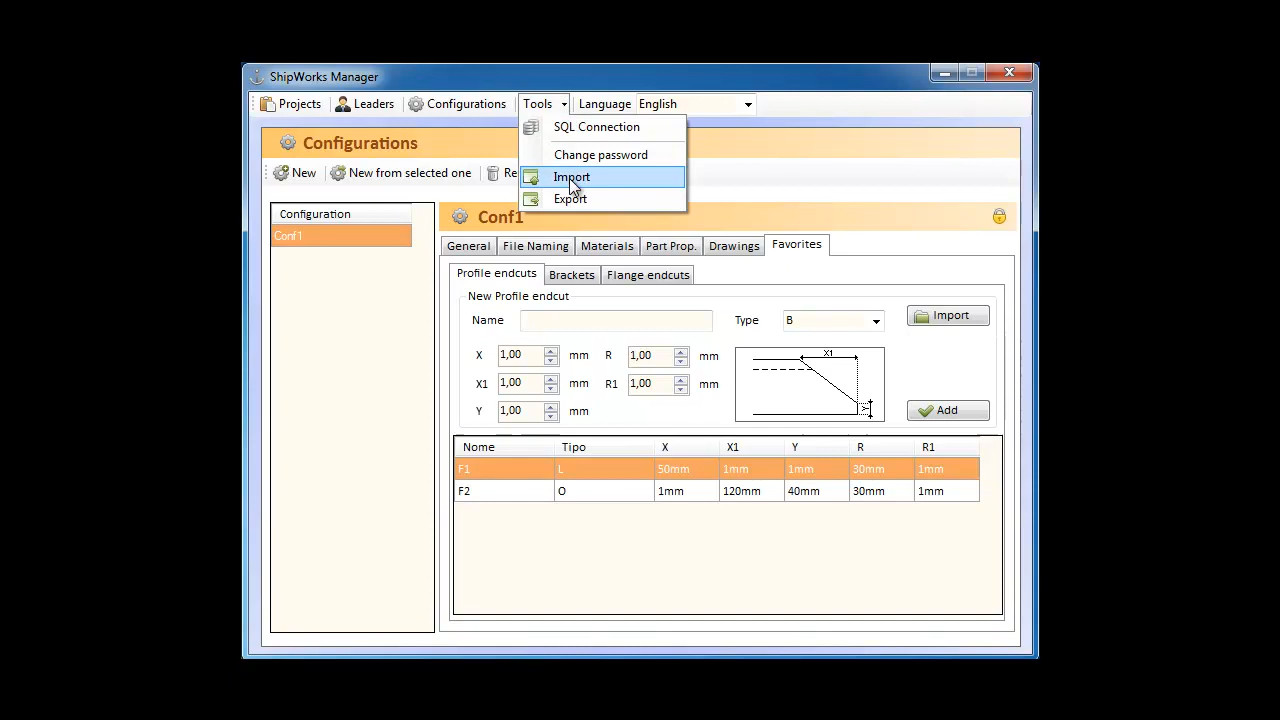 ShipWorks Manager
Projects Leaders Configurations Tools Language English
SQL Connection
Change password
Import
Export
Configurations
New New from selected one Re
Configuration
Conf1
Conf1
General File Naming Materials Part Prop. Drawings Favorites
Profile endcuts Brackets Flange endcuts
New Profile endcut
Name Type B Import
X 1,00 mm R 1,00 mm
X1 1,00 mm R1 1,00 mm
Y 1,00 mm
X1
Y
Add
Nome Tipo X X1 Y R R1
F1 L 50mm 1mm 1mm 30mm 1mm
F2 O 1mm 120mm 40mm 30mm 1mm